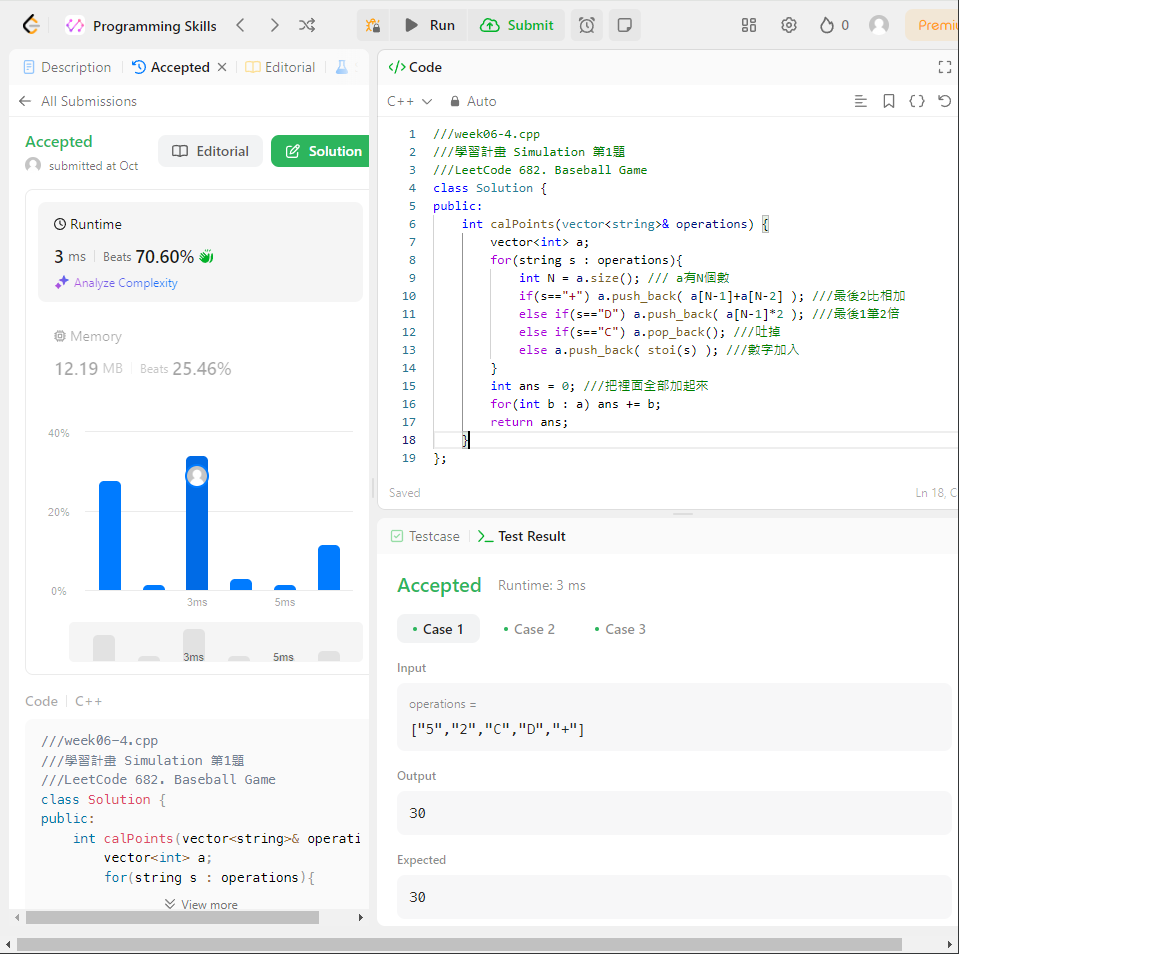 Programming Skills
Run
Submit
0
Premiu
Description
Accepted
Editorial
All Submissions
Accepted
submitted at Oct
Editorial
Solution
Runtime
3 ms
Beats 70.60%
Analyze Complexity
Memory
12.19 MB
Beats 25.46%
40%
20%
0%
3ms
5ms
3ms
5ms
Code
C++
///week06-4.cpp
///學習計畫 Simulation 第1題
///LeetCode 682. Baseball Game
class Solution {
public:
int calPoints(vector<string>& operati
vector<int> a;
for(string s : operations){
View more
Code
C++
Auto
1 ///week06-4.cpp
2 ///學習計畫 Simulation 第1題
3 ///LeetCode 682. Baseball Game
4 class Solution {
5 public:
6 int calPoints(vector<string>& operations) {
7 vector<int> a;
8 for(string s : operations){
9 int N = a.size(); /// a有N個數
10 if(s=="+") a.push_back( a[N-1]+a[N-2] ); ///最後2比相加
11 else if(s=="D") a.push_back( a[N-1]*2 ); ///最後1筆2倍
12 else if(s=="C") a.pop_back(); ///吐掉
13 else a.push_back( stoi(s) ); ///數字加入
14 }
15 int ans = 0; ///把裡面全部加起來
16 for(int b : a) ans += b;
17 return ans;
18 }
19 };
Saved
Ln 18, C
Testcase
Test Result
Accepted
Runtime: 3 ms
Case 1
Case 2
Case 3
Input
operations =
["5","2","C","D","+"]
Output
30
Expected
30